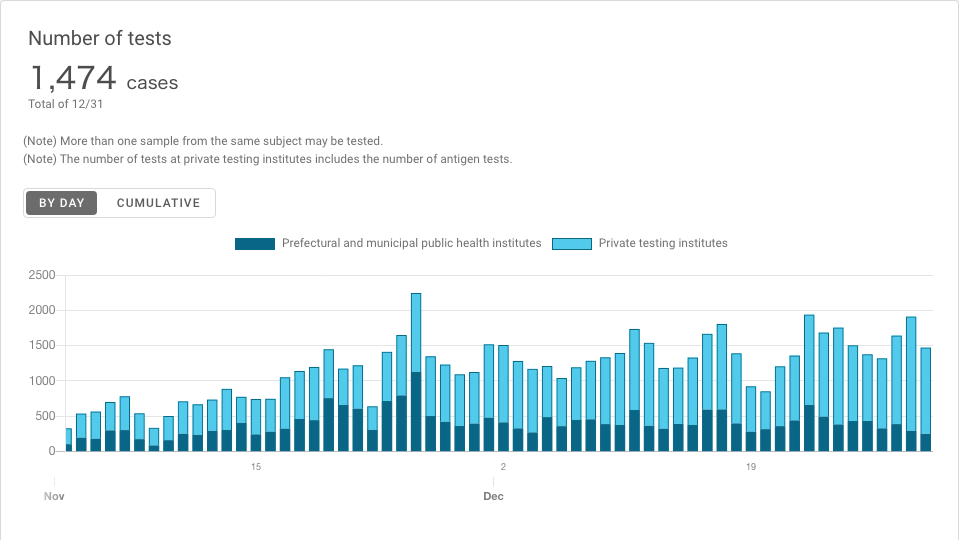 Number of tests
1,474 cases
Total of 12/31
(Note) More than one sample from the same subject may be tested.
(Note) The number of tests at private testing institutes includes the number of antigen tests.
BY DAY CUMULATIVE
Prefectural and municipal public health institutes Private testing institutes
2500
2000
1500
1000
500
0
15 2 19
Nov Dec